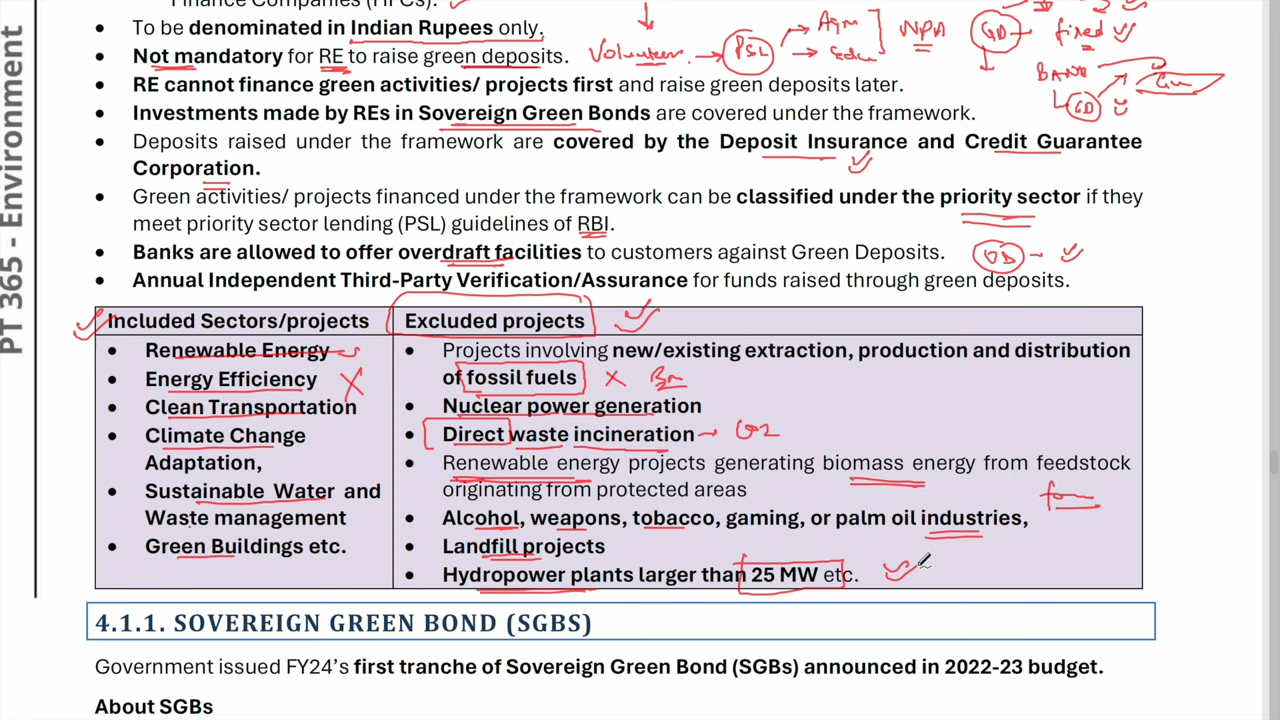 Finance Companies (HFCs).
• To be denominated in Indian Rupees only.
• Not mandatory for RE to raise green deposits.
• RE cannot finance green activities/ projects first and raise green deposits later.
• Investments made by REs in Sovereign Green Bonds are covered under the framework.
• Deposits raised under the framework are covered by the Deposit Insurance and Credit Guarantee
Corporation.
• Green activities/ projects financed under the framework can be classified under the priority sector if they
meet priority sector lending (PSL) guidelines of RBI.
• Banks are allowed to offer overdraft facilities to customers against Green Deposits.
• Annual Independent Third-Party Verification/Assurance for funds raised through green deposits.
PSL
Agm
NPA
GD
fixed
BAND
GD
OD
PT 365 - Environment
Included Sectors/projects
• Renewable Energy
• Energy Efficiency
• Clean Transportation
• Climate Change
Adaptation,
• Sustainable Water and
Waste management
• Green Buildings etc.
Excluded projects
• Projects involving new/existing extraction, production and distribution
of fossil fuels
• Nuclear power generation
• Direct waste incineration
• Renewable energy projects generating biomass energy from feedstock
originating from protected areas
• Alcohol, weapons, tobacco, gaming, or palm oil industries,
• Landfill projects
• Hydropower plants larger than 25 MW etc.
4.1.1. SOVEREIGN GREEN BOND (SGBS)
Government issued FY24's first tranche of Sovereign Green Bond (SGBs) announced in 2022-23 budget.
About SGBs